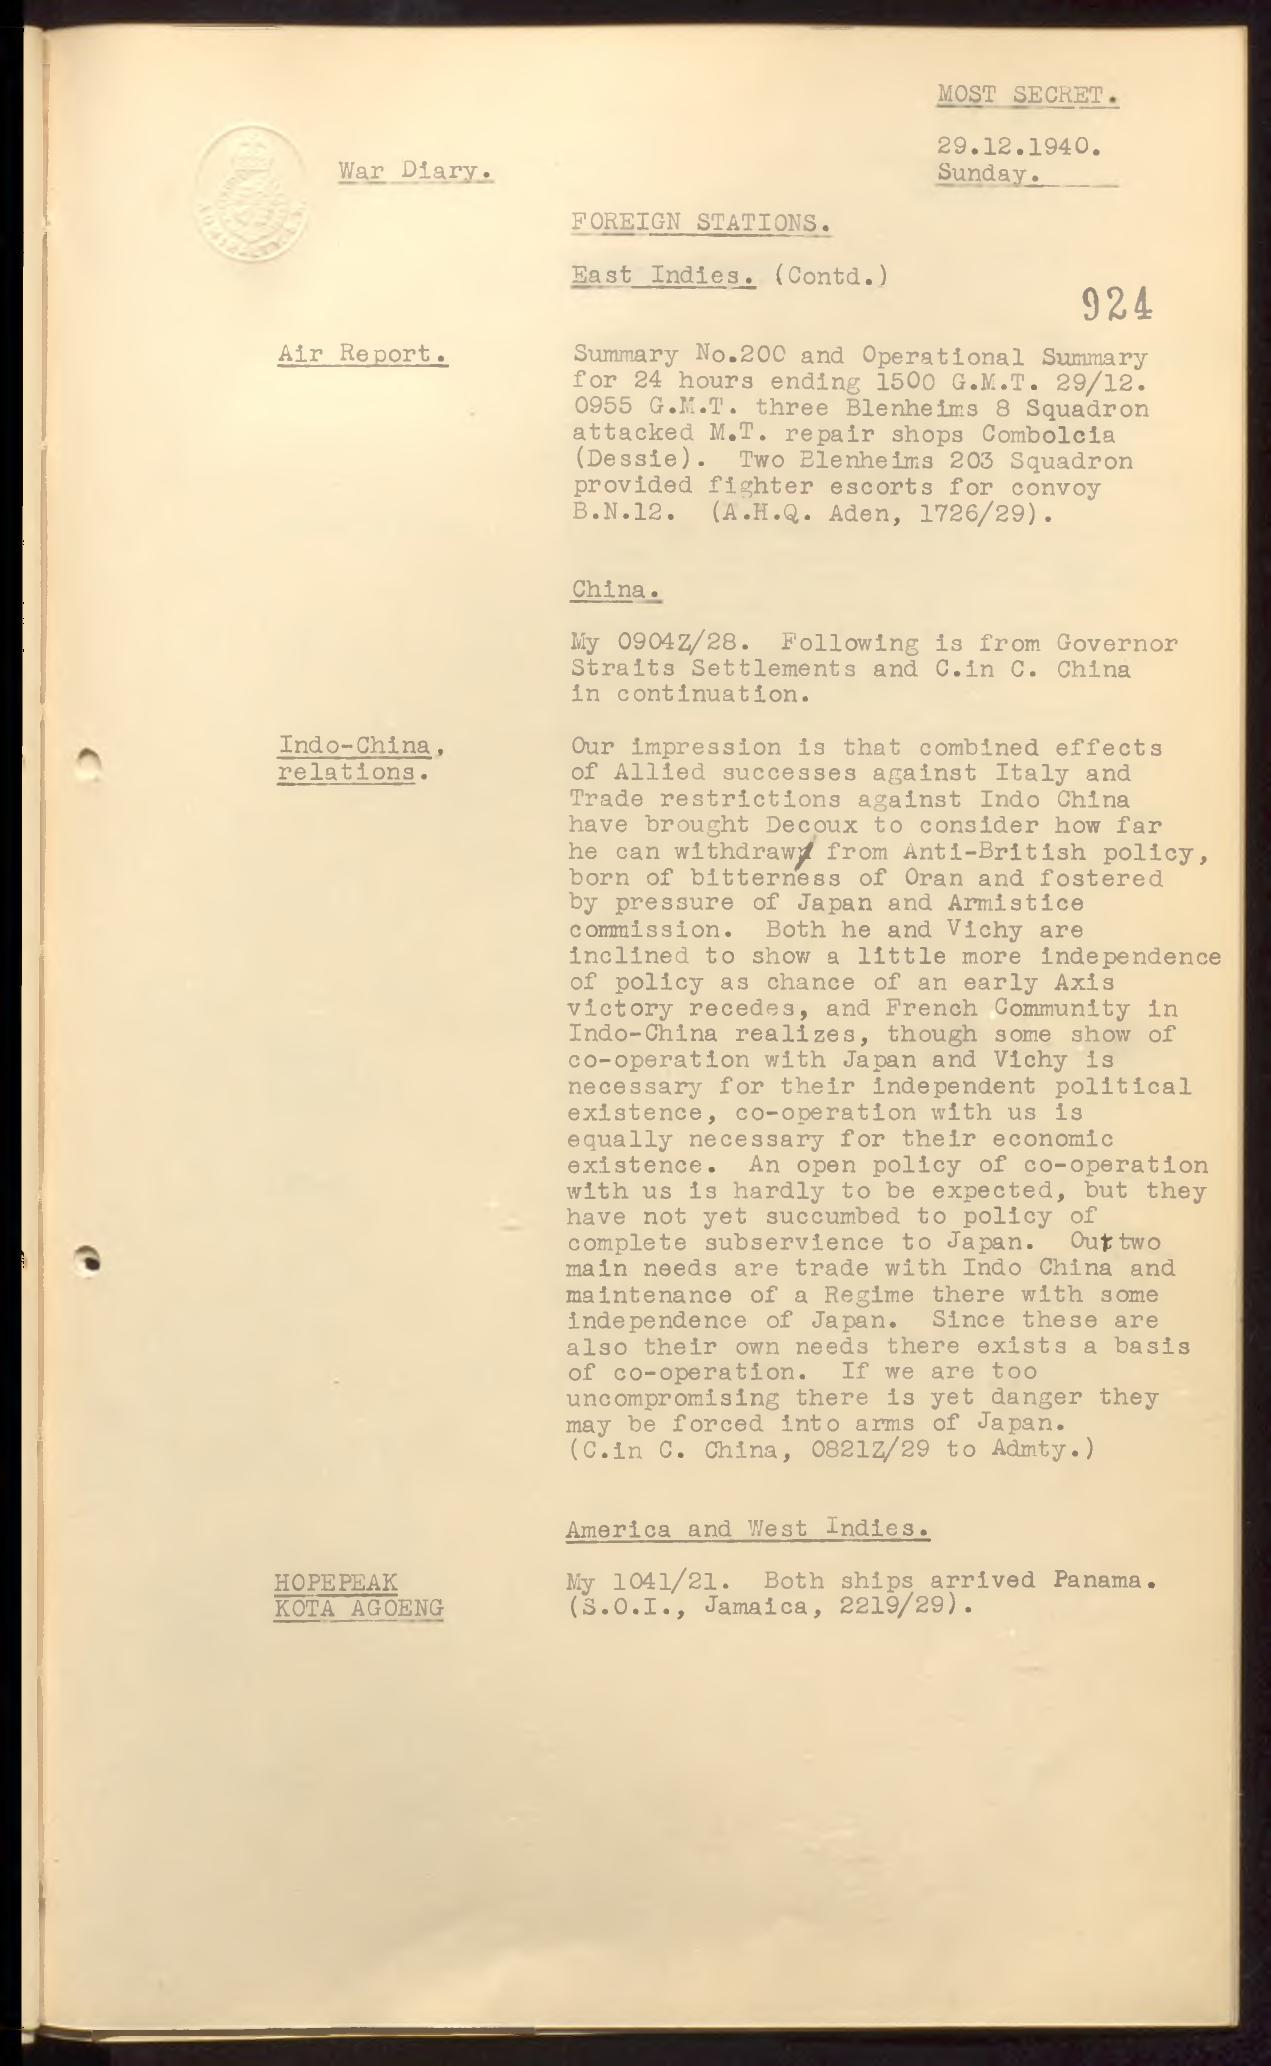 MOST SECRET.
29.12.1940.
Sunday.
War Diary.
FOREIGN STATIONS.
East Indies. (Contd.)
924
Air Report.
Summary No.200 and Operational Summary
for 24 hours ending 1500 G.M.T. 29/12.
0955 G.M.T. three Blenheims 8 Squadron
attacked M.T. repair shops Combolcia
(Dessie). Two Blenheims 203 Squadron
provided fighter escorts for convoy
B.N.12. (A.H.Q. Aden, 1726/29).
China.
My 0904Z/28. Following is from Governor
Straits Settlements and C.in C. China
in continuation.
Indo-China,
relations.
Our impression is that combined effects
of Allied successes against Italy and
Trade restrictions against Indo China
have brought Decoux to consider how far
he can withdraw from Anti-British policy,
born of bitterness of Oran and fostered
by pressure of Japan and Armistice
commission. Both he and Vichy are
inclined to show a little more independence
of policy as chance of an early Axis
victory recedes, and French Community in
Indo-China realizes, though some show of
co-operation with Japan and Vichy is
necessary for their independent political
existence, co-operation with us is
equally necessary for their economic
existence. An open policy of co-operation
with us is hardly to be expected, but they
have not yet succumbed to policy of
complete subservience to Japan. Our two
main needs are trade with Indo China and
maintenance of a Regime there with some
independence of Japan. Since these are
also their own needs there exists a basis
of co-operation. If we are too
uncompromising there is yet danger they
may be forced into arms of Japan.
(C.in C. China, 0821Z/29 to Admty.)
America and West Indies.
HOPEPEAK
KOTA AGOENG
My 1041/21. Both ships arrived Panama.
(S.O.I., Jamaica, 2219/29).